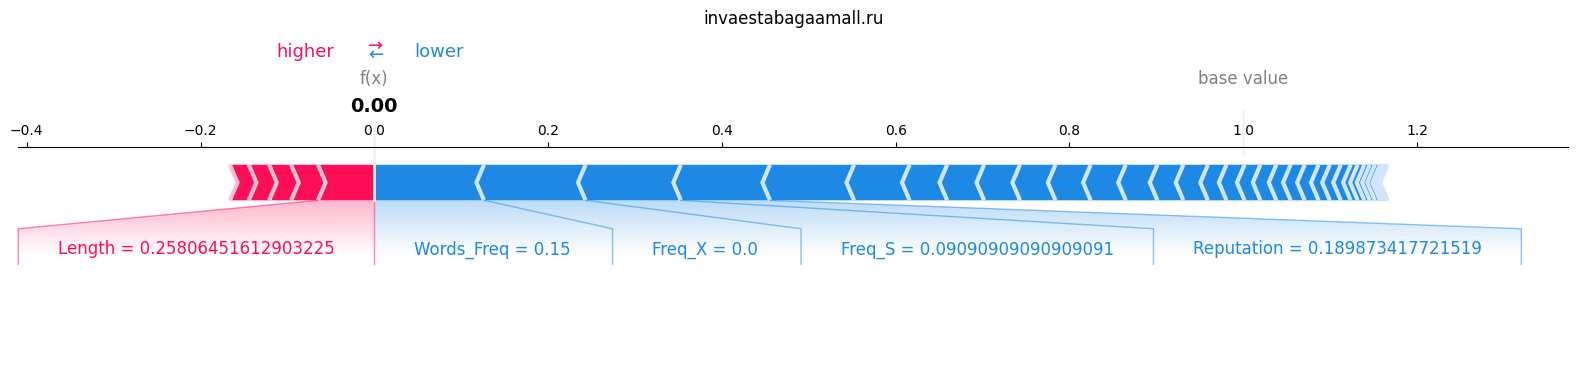 invaestabagaamall.ru
higher ⇄ lower
f(x) base value
0.00
−0.4 −0.2 0.0 0.2 0.4 0.6 0.8 1.0 1.2
Length = 0.25806451612903225 Words_Freq = 0.15 Freq_X = 0.0 Freq_S = 0.09090909090909091 Reputation = 0.189873417721519